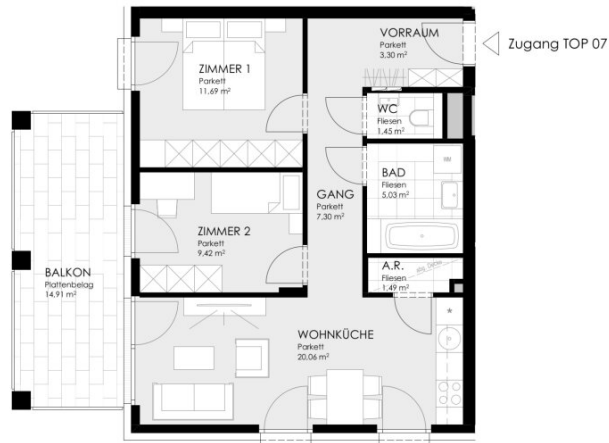 VORRAUM
Parkett
3.30 m²
Zugang TOP 07
ZIMMER 1
Parkett
11.69 m²
WC
Fliesen
1.45 m²
BAD
Fliesen
5.03 m²
GANG
Parkett
7.30 m²
ZIMMER 2
Parkett
9.42 m²
A.R.
Fliesen
1.49 m²
BALKON
Plattenbelag
14.91 m²
WOHNKÜCHE
Parkett
20.06 m²